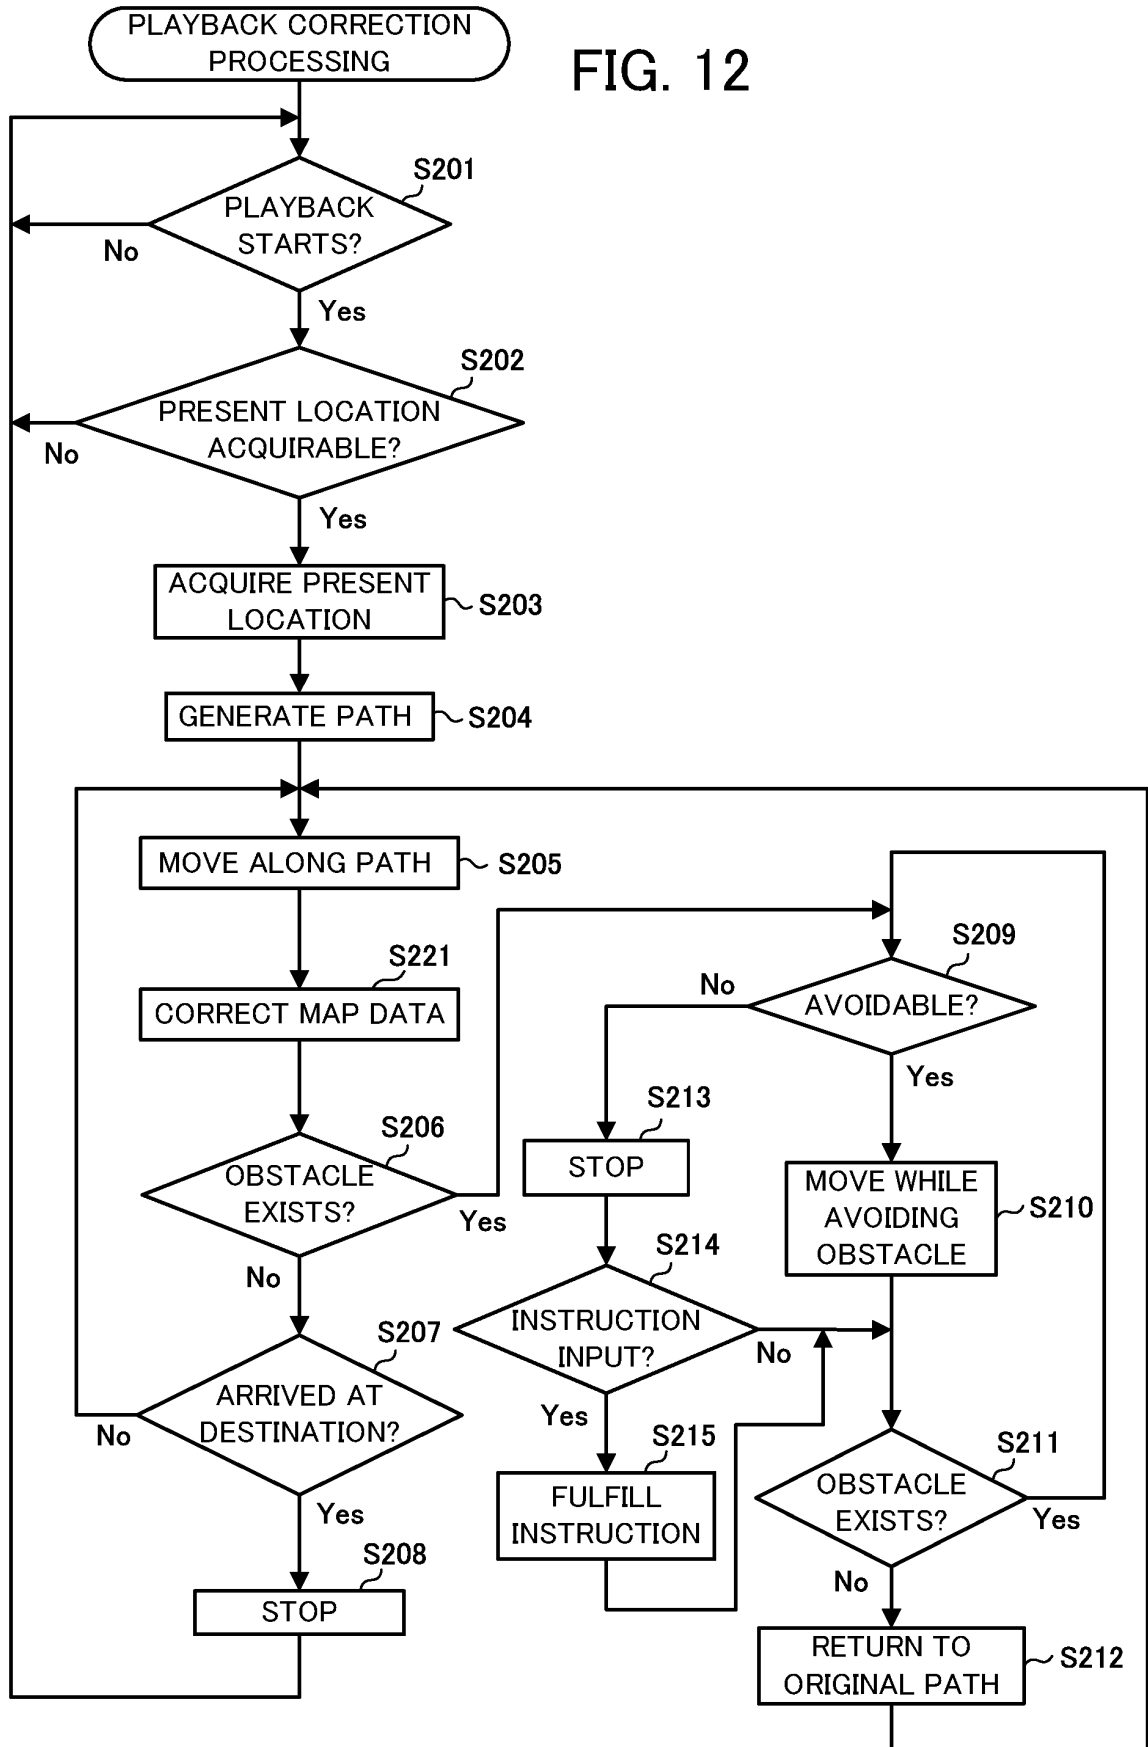 PLAYBACK CORRECTION
PROCESSING
FIG. 12
S201
PLAYBACK
STARTS?
No
Yes
S202
PRESENT LOCATION
ACQUIRABLE?
No
Yes
ACQUIRE PRESENT
LOCATION
S203
GENERATE PATH
S204
MOVE ALONG PATH
S205
S221
CORRECT MAP DATA
S206
OBSTACLE
EXISTS?
Yes
No
S207
ARRIVED AT
DESTINATION?
No
Yes
S208
STOP
S209
AVOIDABLE?
No
Yes
S213
STOP
MOVE WHILE
AVOIDING
OBSTACLE
S210
S214
INSTRUCTION
INPUT?
No
Yes
S215
FULFILL
INSTRUCTION
S211
OBSTACLE
EXISTS?
Yes
No
RETURN TO
ORIGINAL PATH
S212